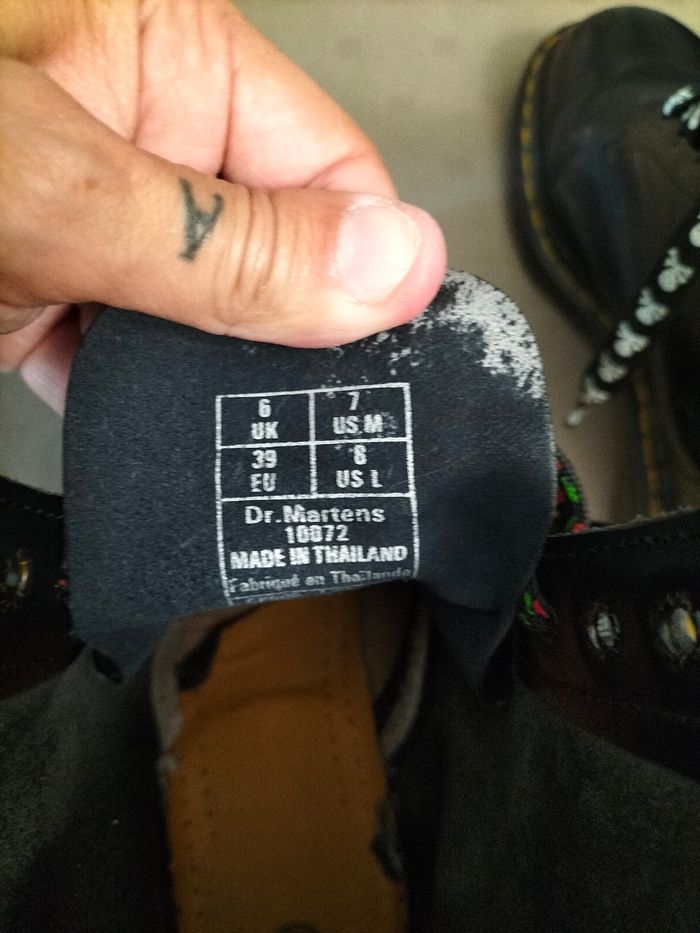 6 7
UK US M
39 8
EU US L
Dr.Martens
10072
MADE IN THAILAND
Fabriqué en Thaïlande